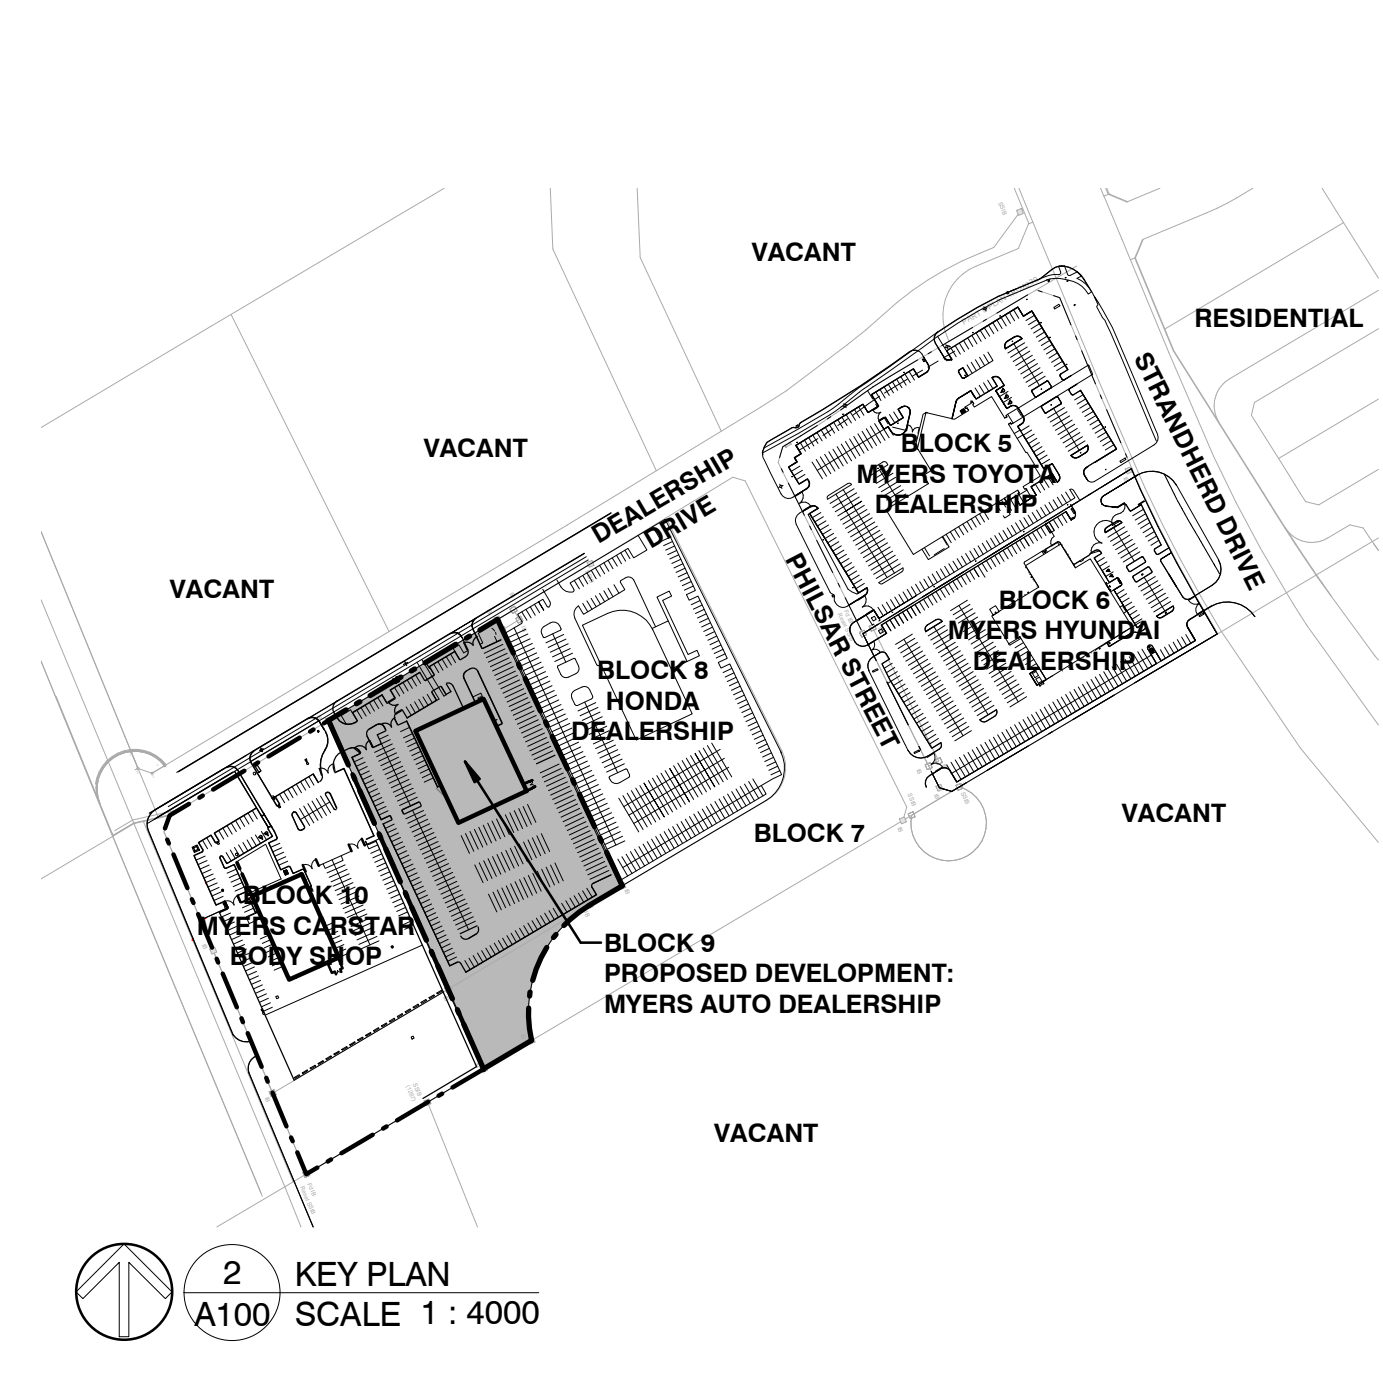 VACANT
RESIDENTIAL
STRANDHERD DRIVE
VACANT
BLOCK 5
MYERS TOYOTA
DEALERSHIP
DEALERSHIP
DRIVE
VACANT
PHILSAR STREET
BLOCK 6
MYERS HYUNDAI
DEALERSHIP
BLOCK 8
HONDA
DEALERSHIP
VACANT
BLOCK 7
BLOCK 10
MYERS CARSTAR
BODY SHOP
BLOCK 9
PROPOSED DEVELOPMENT:
MYERS AUTO DEALERSHIP
VACANT
2
A100
KEY PLAN
SCALE 1 : 4000